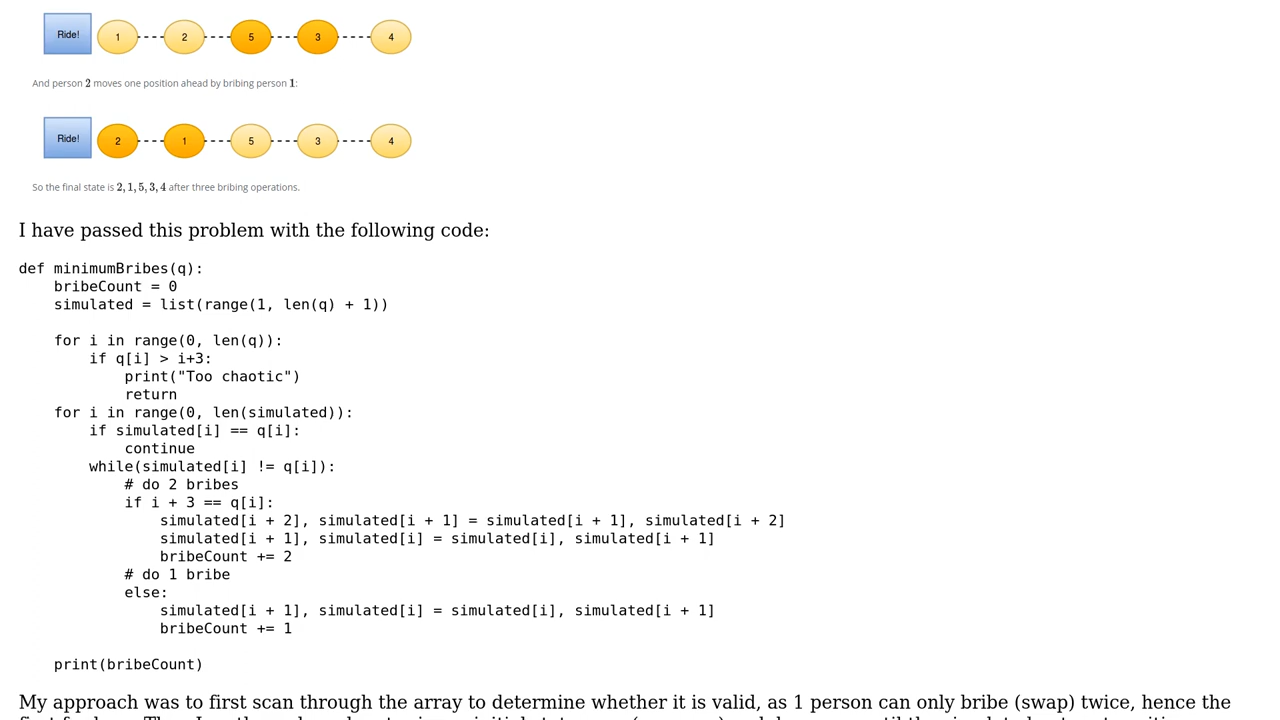 Ride! 1 2 5 3 4
And person 2 moves one position ahead by bribing person 1:
Ride! 2 1 5 3 4
So the final state is 2, 1, 5, 3, 4 after three bribing operations.
I have passed this problem with the following code:
def minimumBribes(q):
    bribeCount = 0
    simulated = list(range(1, len(q) + 1))
    for i in range(0, len(q)):
        if q[i] > i+3:
            print("Too chaotic")
            return
    for i in range(0, len(simulated)):
        if simulated[i] == q[i]:
            continue
        while(simulated[i] != q[i]):
            # do 2 bribes
            if i + 3 == q[i]:
                simulated[i + 2], simulated[i + 1] = simulated[i + 1], simulated[i + 2]
                simulated[i + 1], simulated[i] = simulated[i], simulated[i + 1]
                bribeCount += 2
            # do 1 bribe
            else:
                simulated[i + 1], simulated[i] = simulated[i], simulated[i + 1]
                bribeCount += 1
    print(bribeCount)
My approach was to first scan through the array to determine whether it is valid, as 1 person can only bribe (swap) twice, hence the